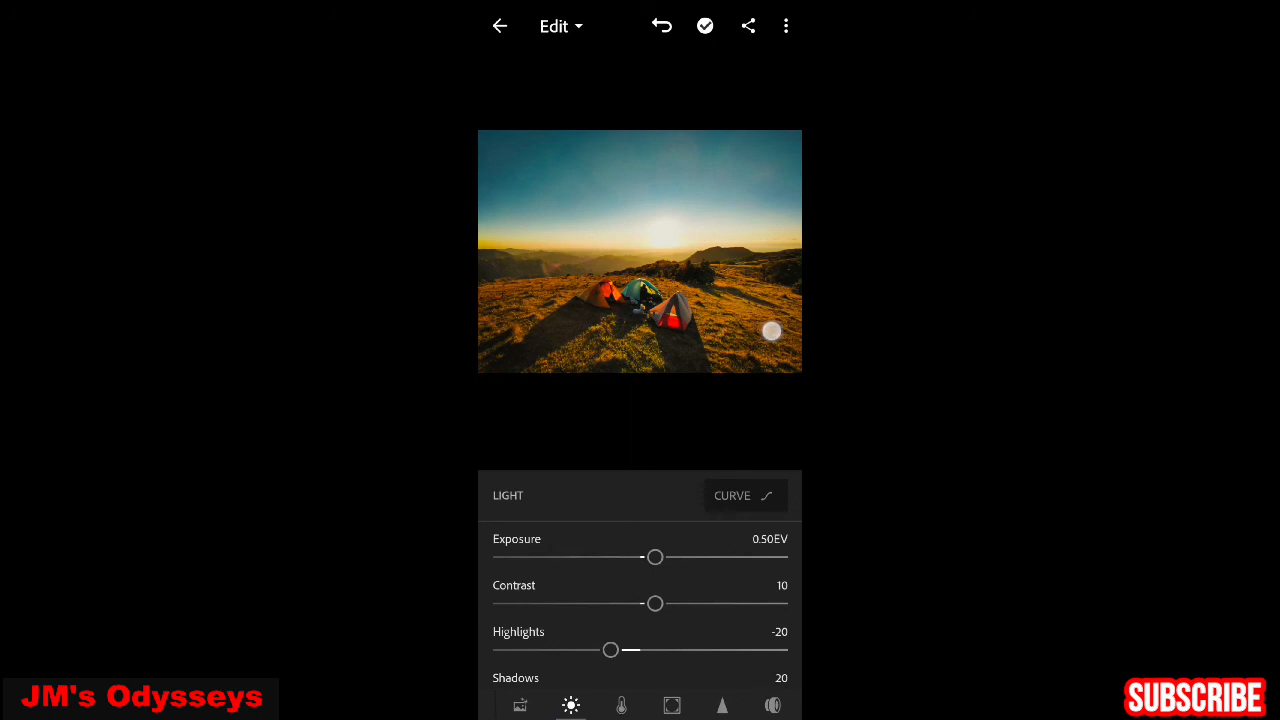 Edit
LIGHT
CURVE
Exposure 0.50EV
Contrast 10
Highlights -20
Shadows 20
JM's Odysseys
SUBSCRIBE